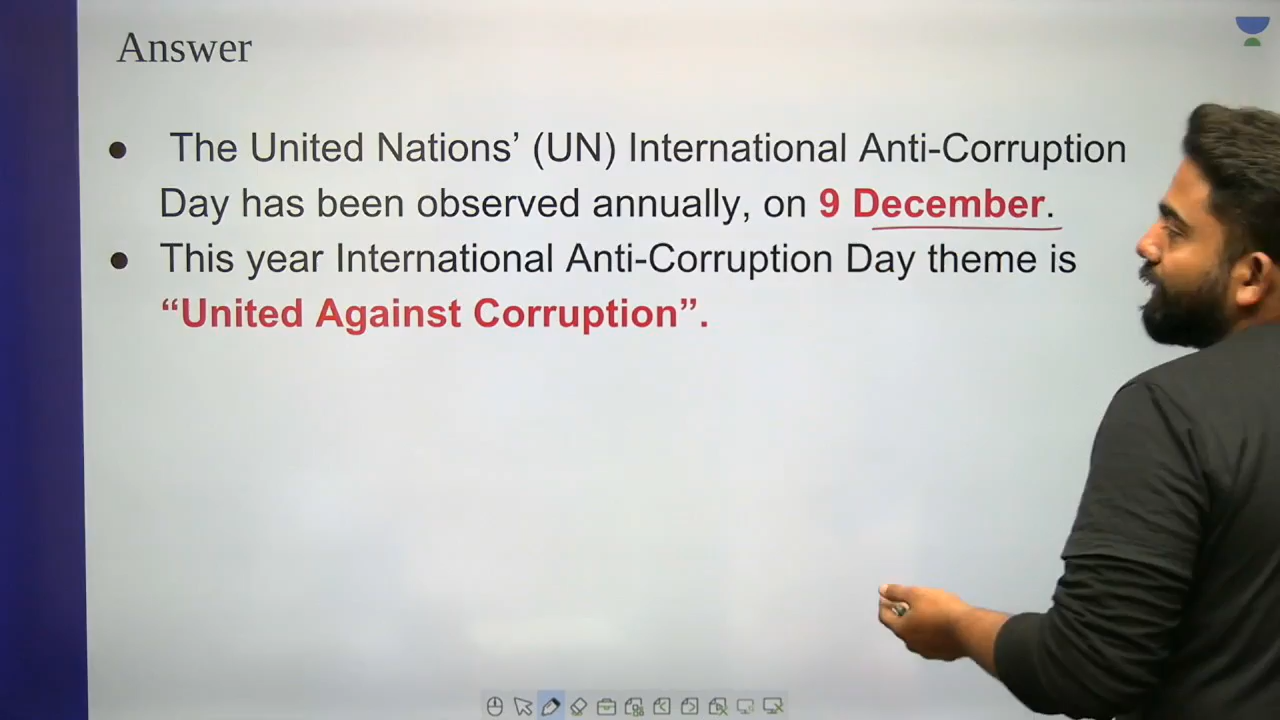 Answer
● The United Nations’ (UN) International Anti-Corruption
Day has been observed annually, on 9 December.
● This year International Anti-Corruption Day theme is
“United Against Corruption”.